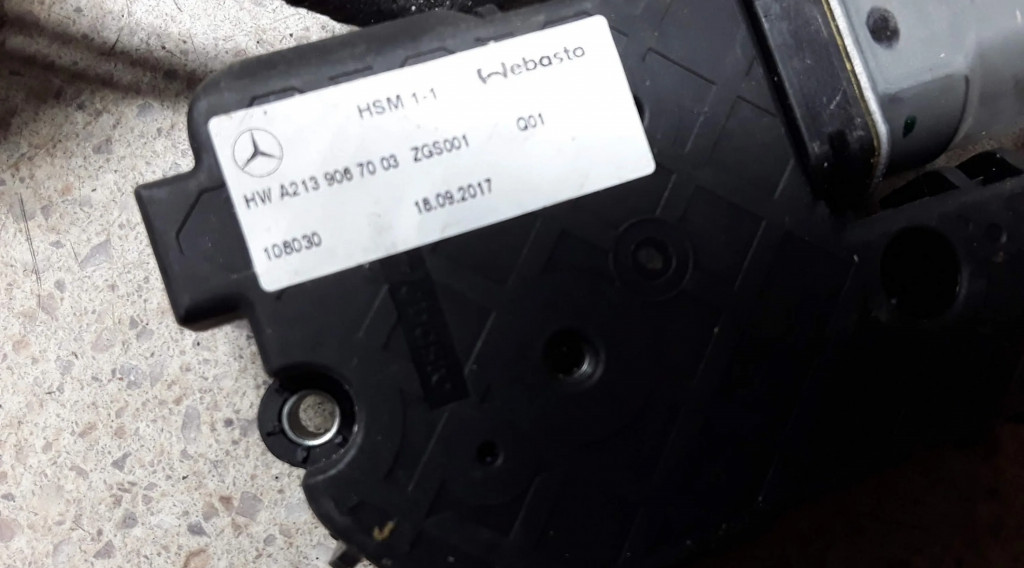 Webasto
HSM 1-1
HW A213 906 70 03 ZGS001 Q01
18.09.2017
108030